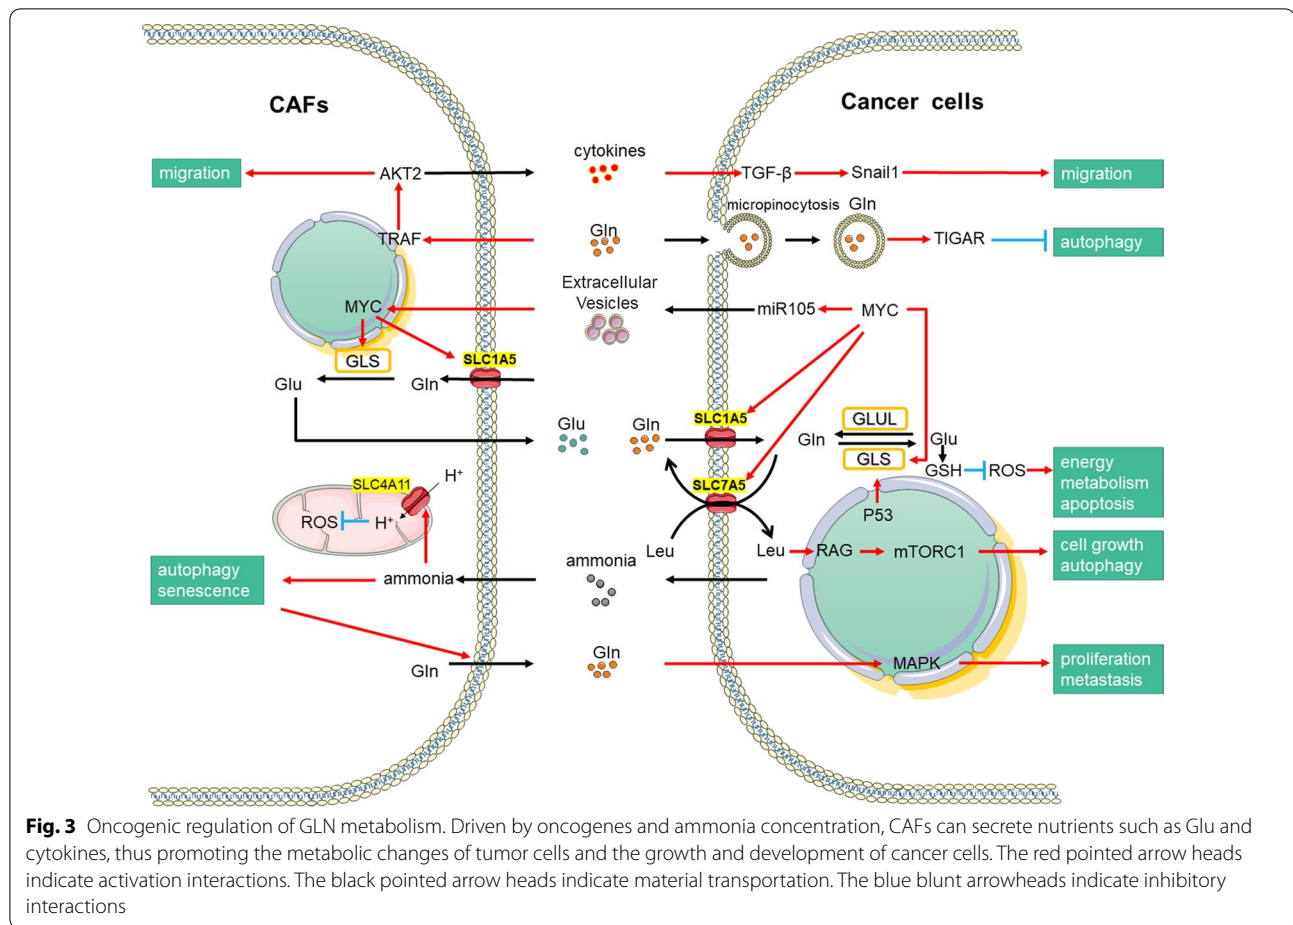 CAFs
Cancer cells
cytokines
migration
AKT2
TGF-β
Snail1
migration
micropinocytosis
Gln
Gln
TRAF
TIGAR
autophagy
Extracellular
Vesicles
MYC
miR105
MYC
GLS
SLC1A5
Glu
Gln
Glu
Gln
SLC1A5
GLUL
Gln
Glu
GLS
GSH
ROS
energy
metabolism
apoptosis
SLC7A5
P53
SLC4A11
H⁺
ROS
H⁺
Leu
Leu
RAG
mTORC1
cell growth
autophagy
autophagy
senescence
ammonia
ammonia
Gln
Gln
MAPK
proliferation
metastasis
Fig. 3 Oncogenic regulation of GLN metabolism. Driven by oncogenes and ammonia concentration, CAFs can secrete nutrients such as Glu and
cytokines, thus promoting the metabolic changes of tumor cells and the growth and development of cancer cells. The red pointed arrow heads
indicate activation interactions. The black pointed arrow heads indicate material transportation. The blue blunt arrowheads indicate inhibitory
interactions